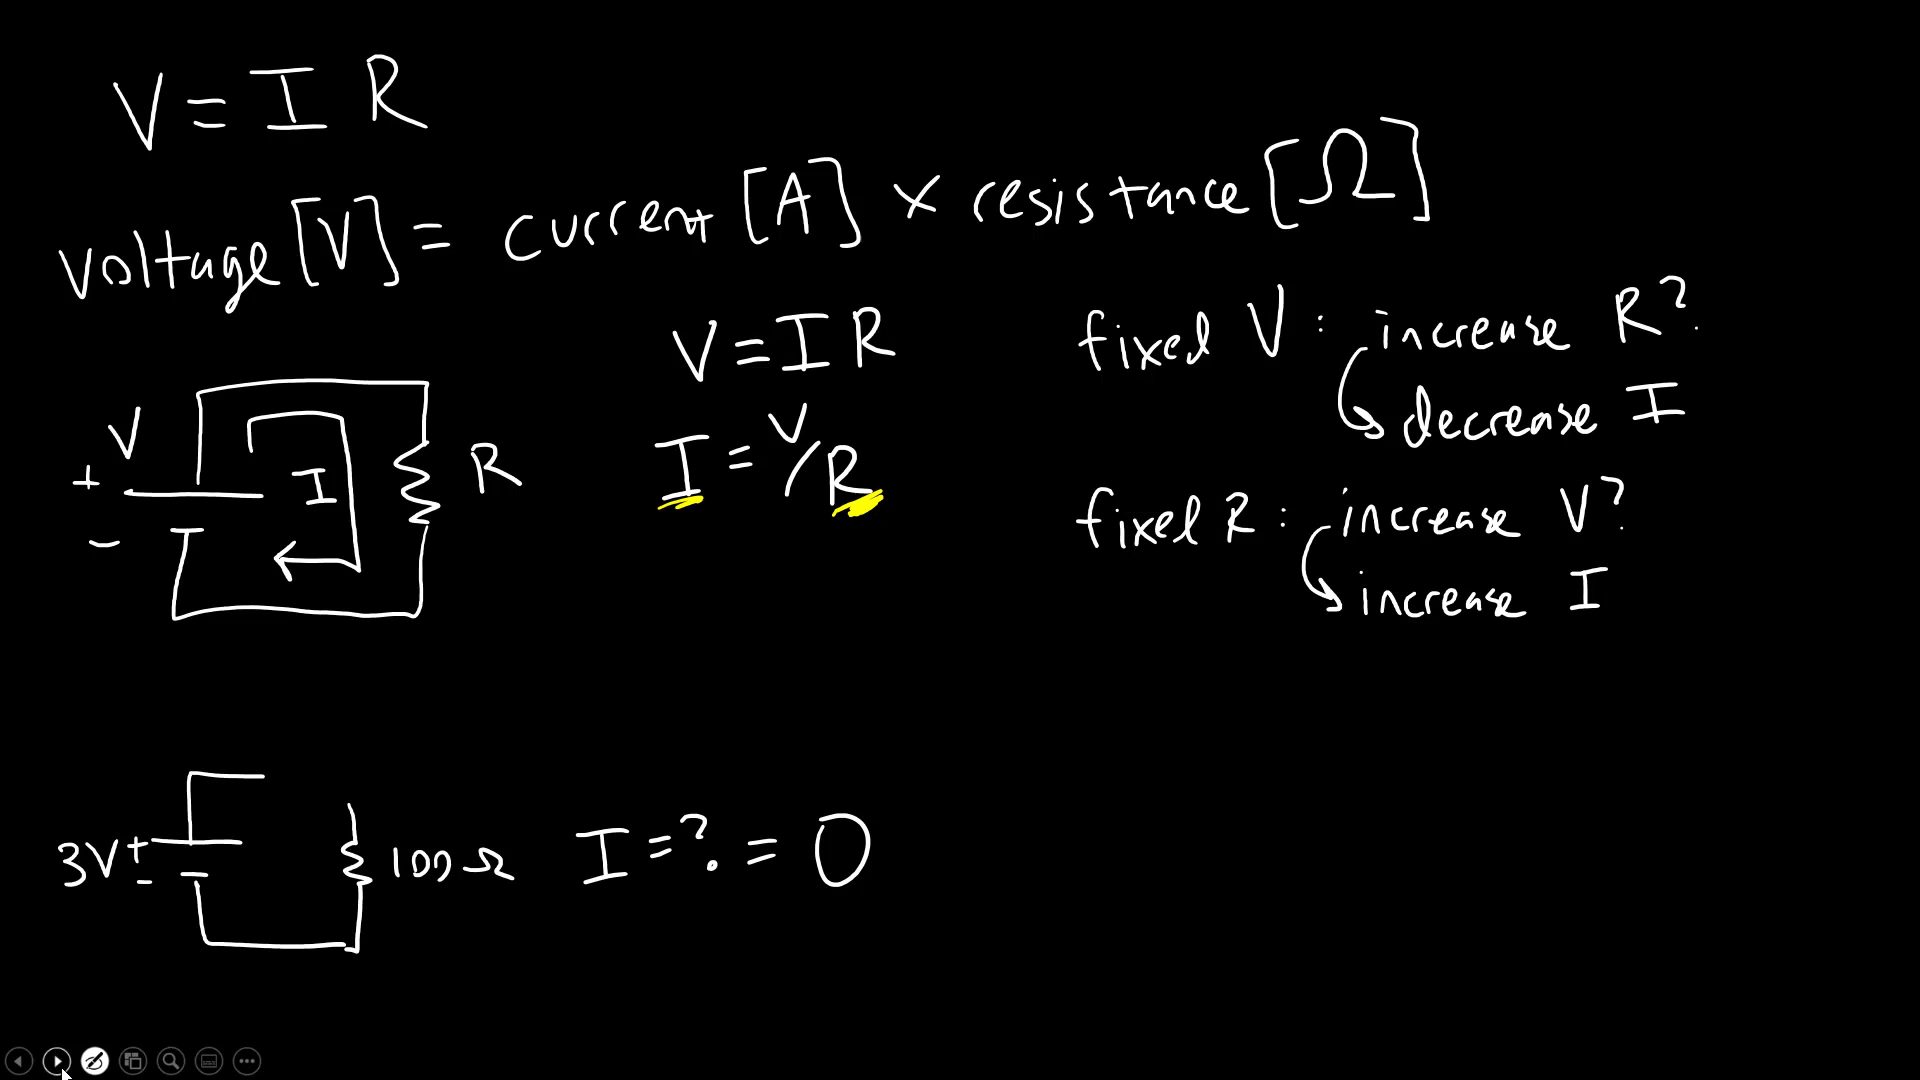 V = I R
voltage [V] = current [A] x resistance [Ω]
V = I R
I = V/R
fixed V : increase R?
decrease I
fixed R : increase V?
increase I
V
+
-
I
R
3V + -
100 Ω
I = ? = 0